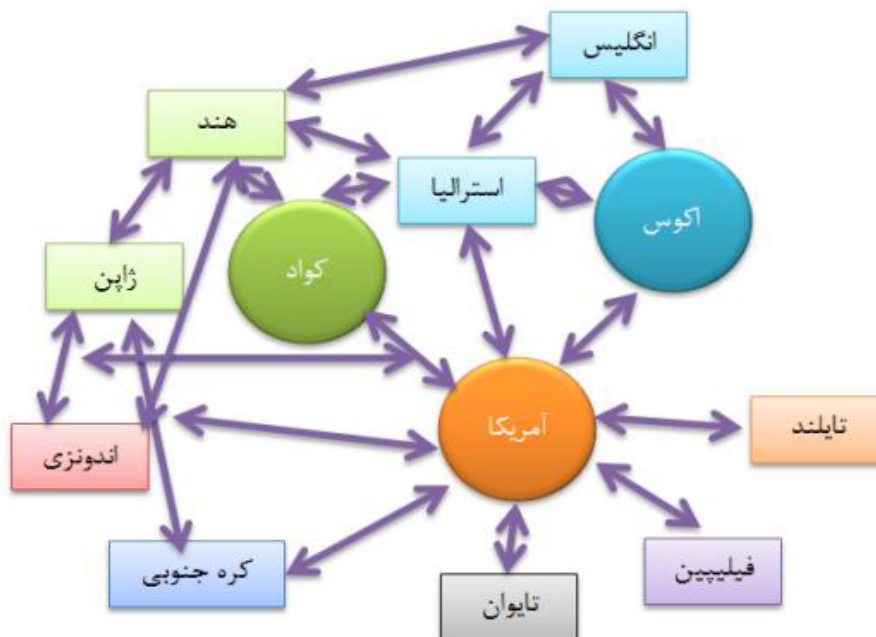 انگلیس
هند
استرالیا
اکوس
کواد
ژاپن
آمریکا
تایلند
اندونزی
کره جنوبی
تایوان
فیلیپین